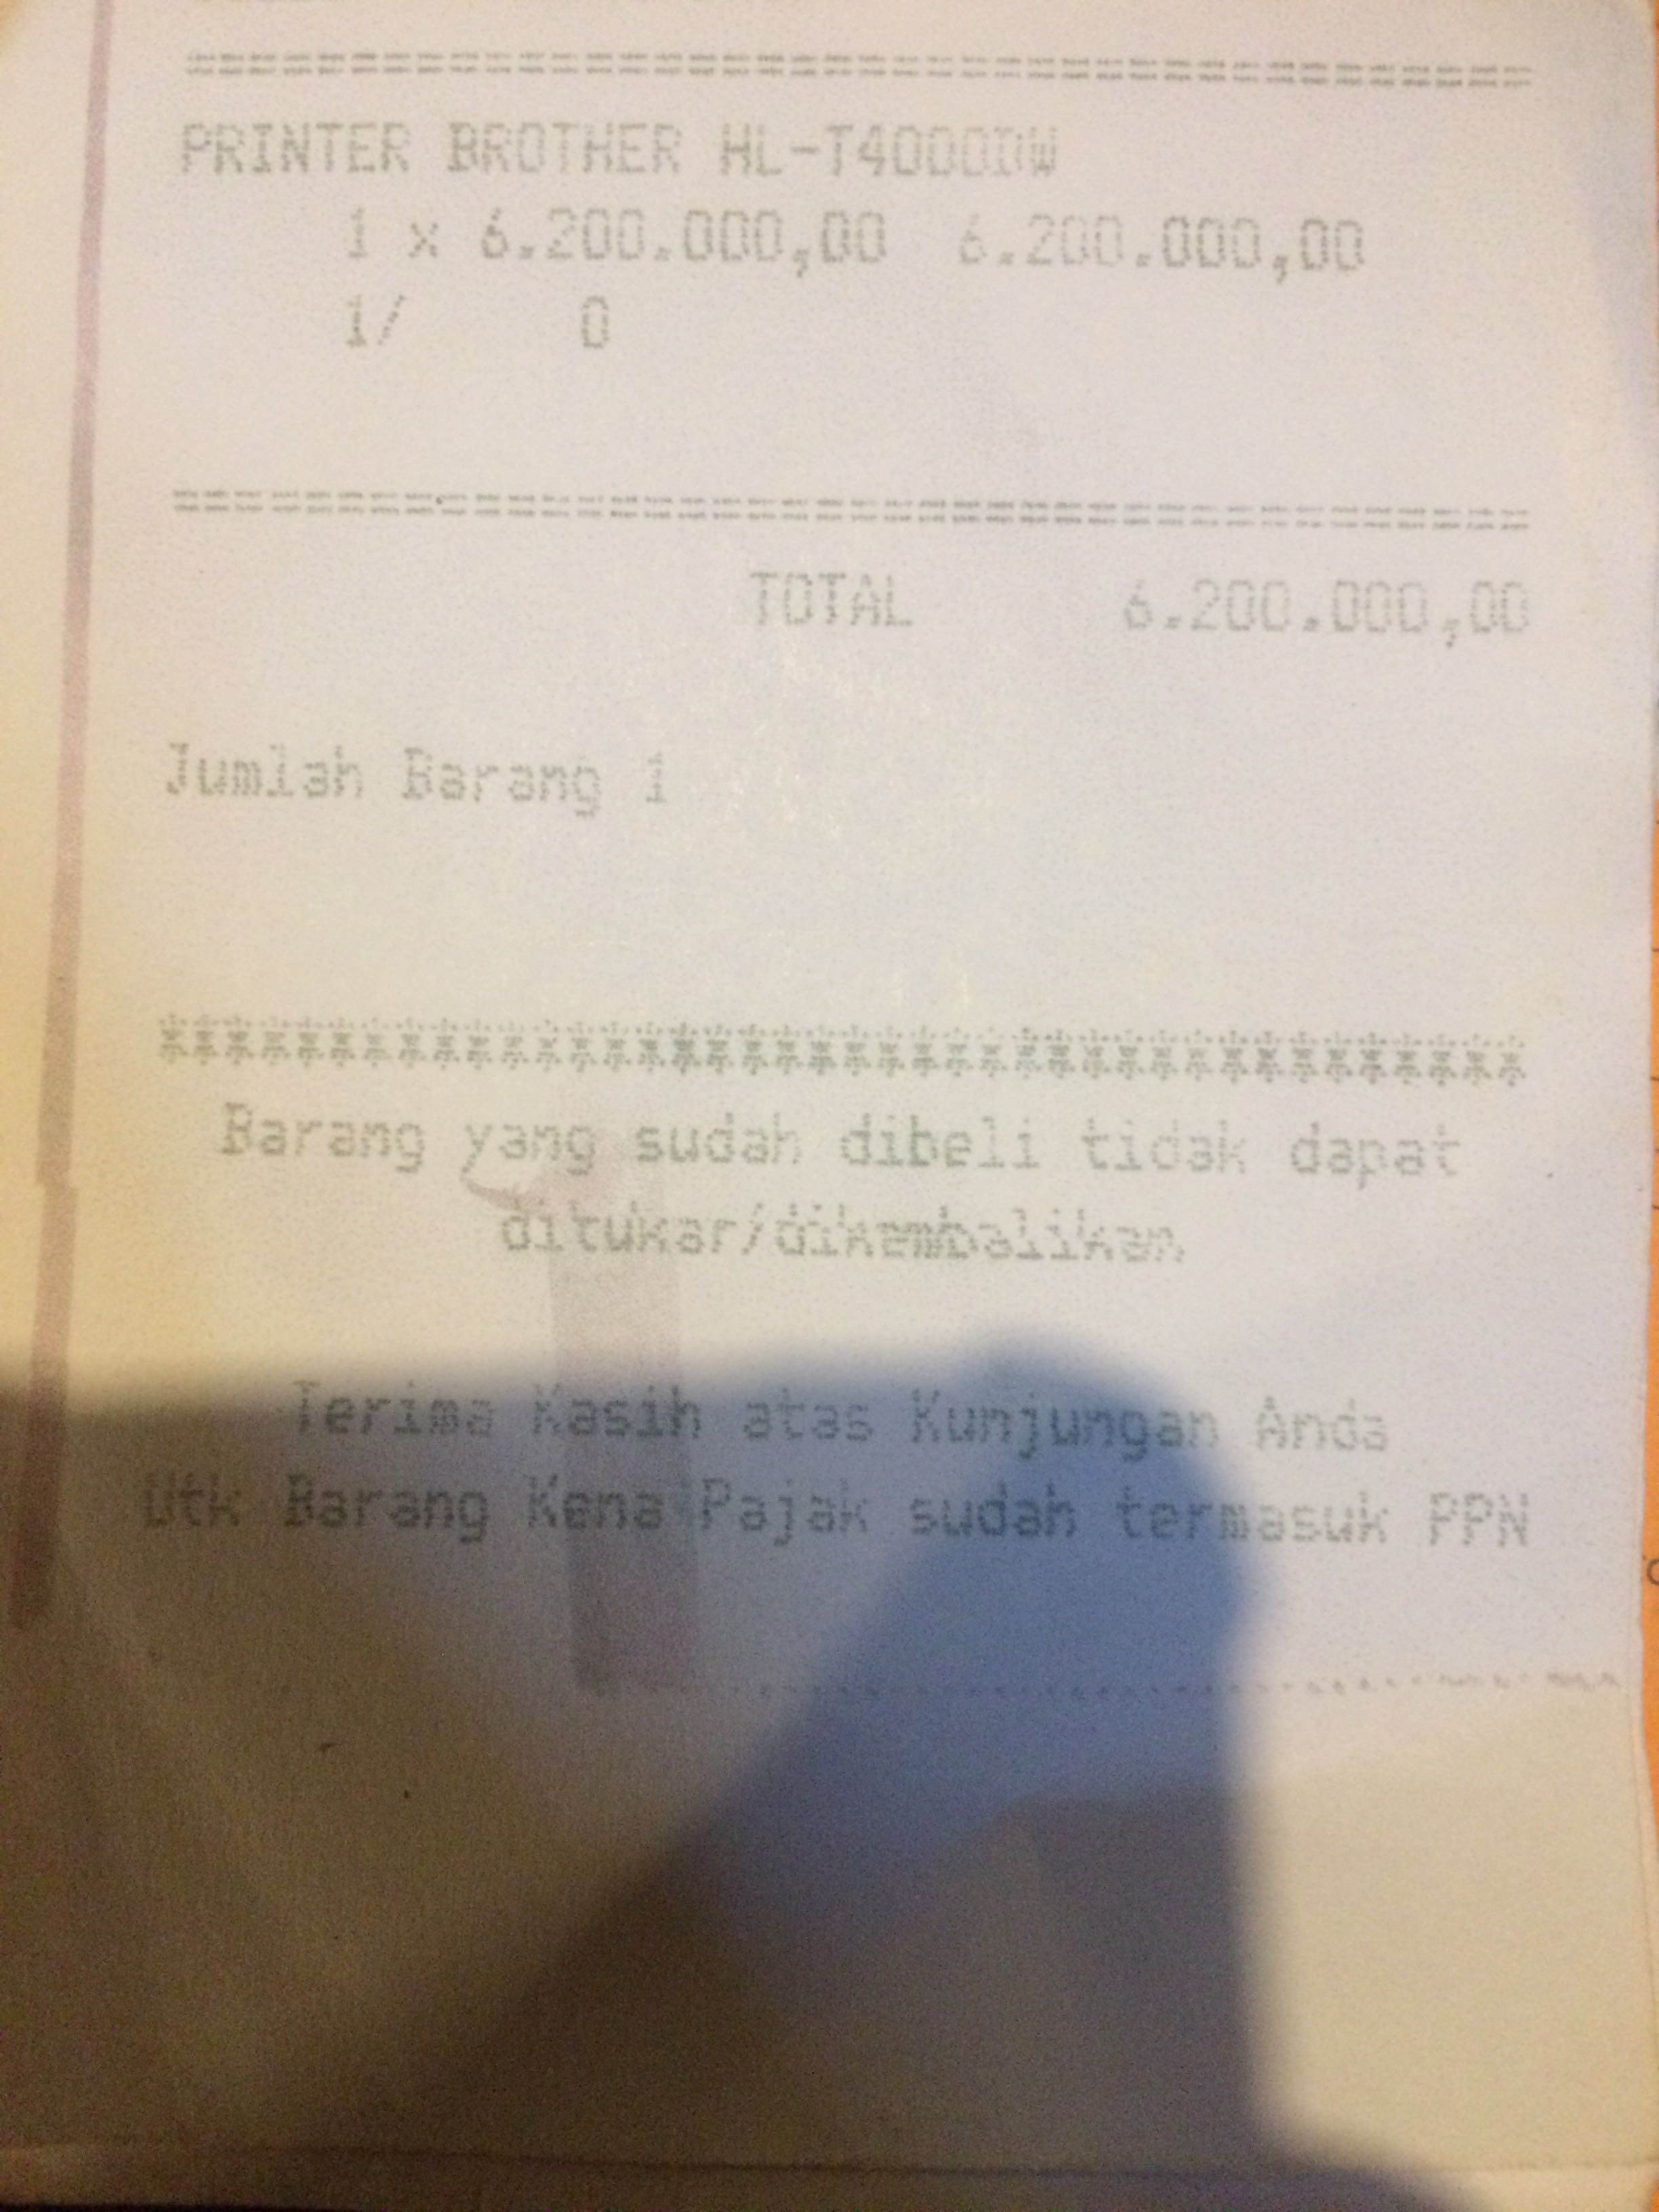 ========================================
PRINTER BROTHER HL-T4000DW
1 x 6.200.000,00 6.200.000,00
1/ 0
========================================
TOTAL 6.200.000,00
Jumlah Barang 1
****************************************
Barang yang sudah dibeli tidak dapat
ditukar/dikembalikan
Terima Kasih atas Kunjungan Anda
Utk Barang Kena Pajak sudah termasuk PPN